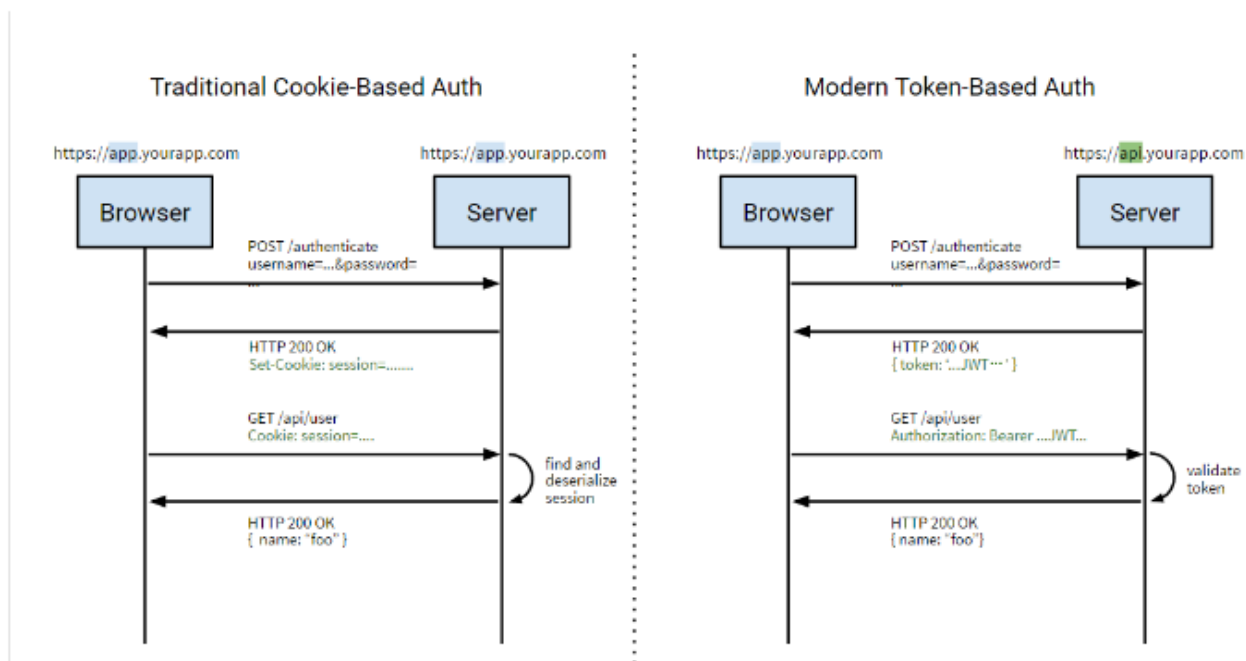 Traditional Cookie-Based Auth
https://app.yourapp.com
https://app.yourapp.com
Browser
Server
POST /authenticate
username=...&password=
...
HTTP 200 OK
Set-Cookie: session=.......
GET /api/user
Cookie: session=....
find and
deserialize
session
HTTP 200 OK
{ name: "foo" }
Modern Token-Based Auth
https://app.yourapp.com
https://api.yourapp.com
Browser
Server
POST /authenticate
username=...&password=
...
HTTP 200 OK
{ token: '...JWT...' }
GET /api/user
Authorization: Bearer ....JWT...
validate
token
HTTP 200 OK
{ name: "foo"}